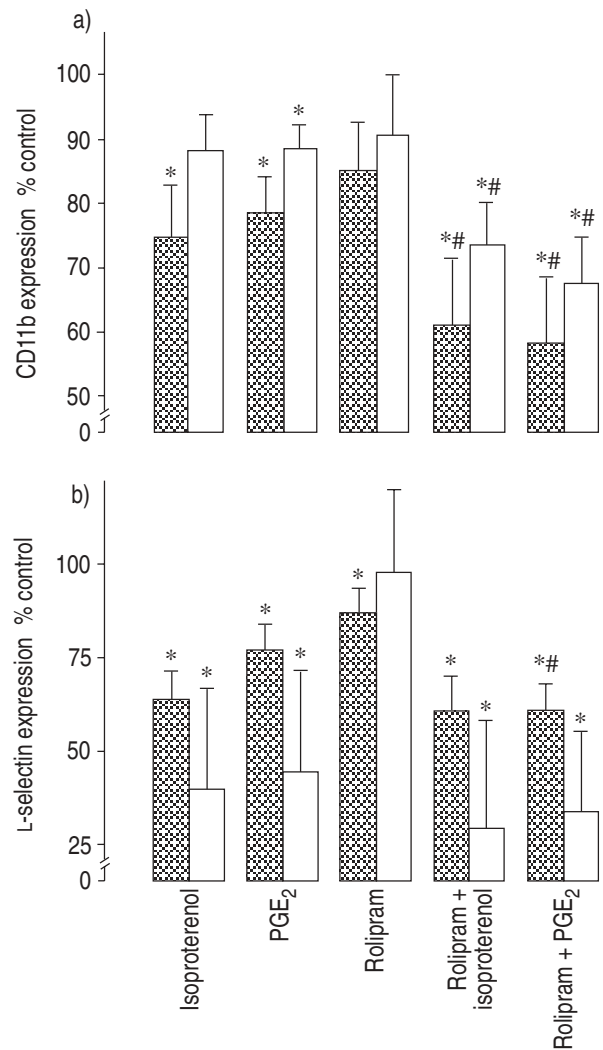 a)
CD11b expression % control
100
90
80
70
60
50
0
*
*
*
*#
*#
*#
*#
b)
L-selectin expression % control
100
75
50
25
0
*
*
*
*
*
*
*
*#
*
Isoproterenol
PGE2
Rolipram
Rolipram +
isoproterenol
Rolipram + PGE2